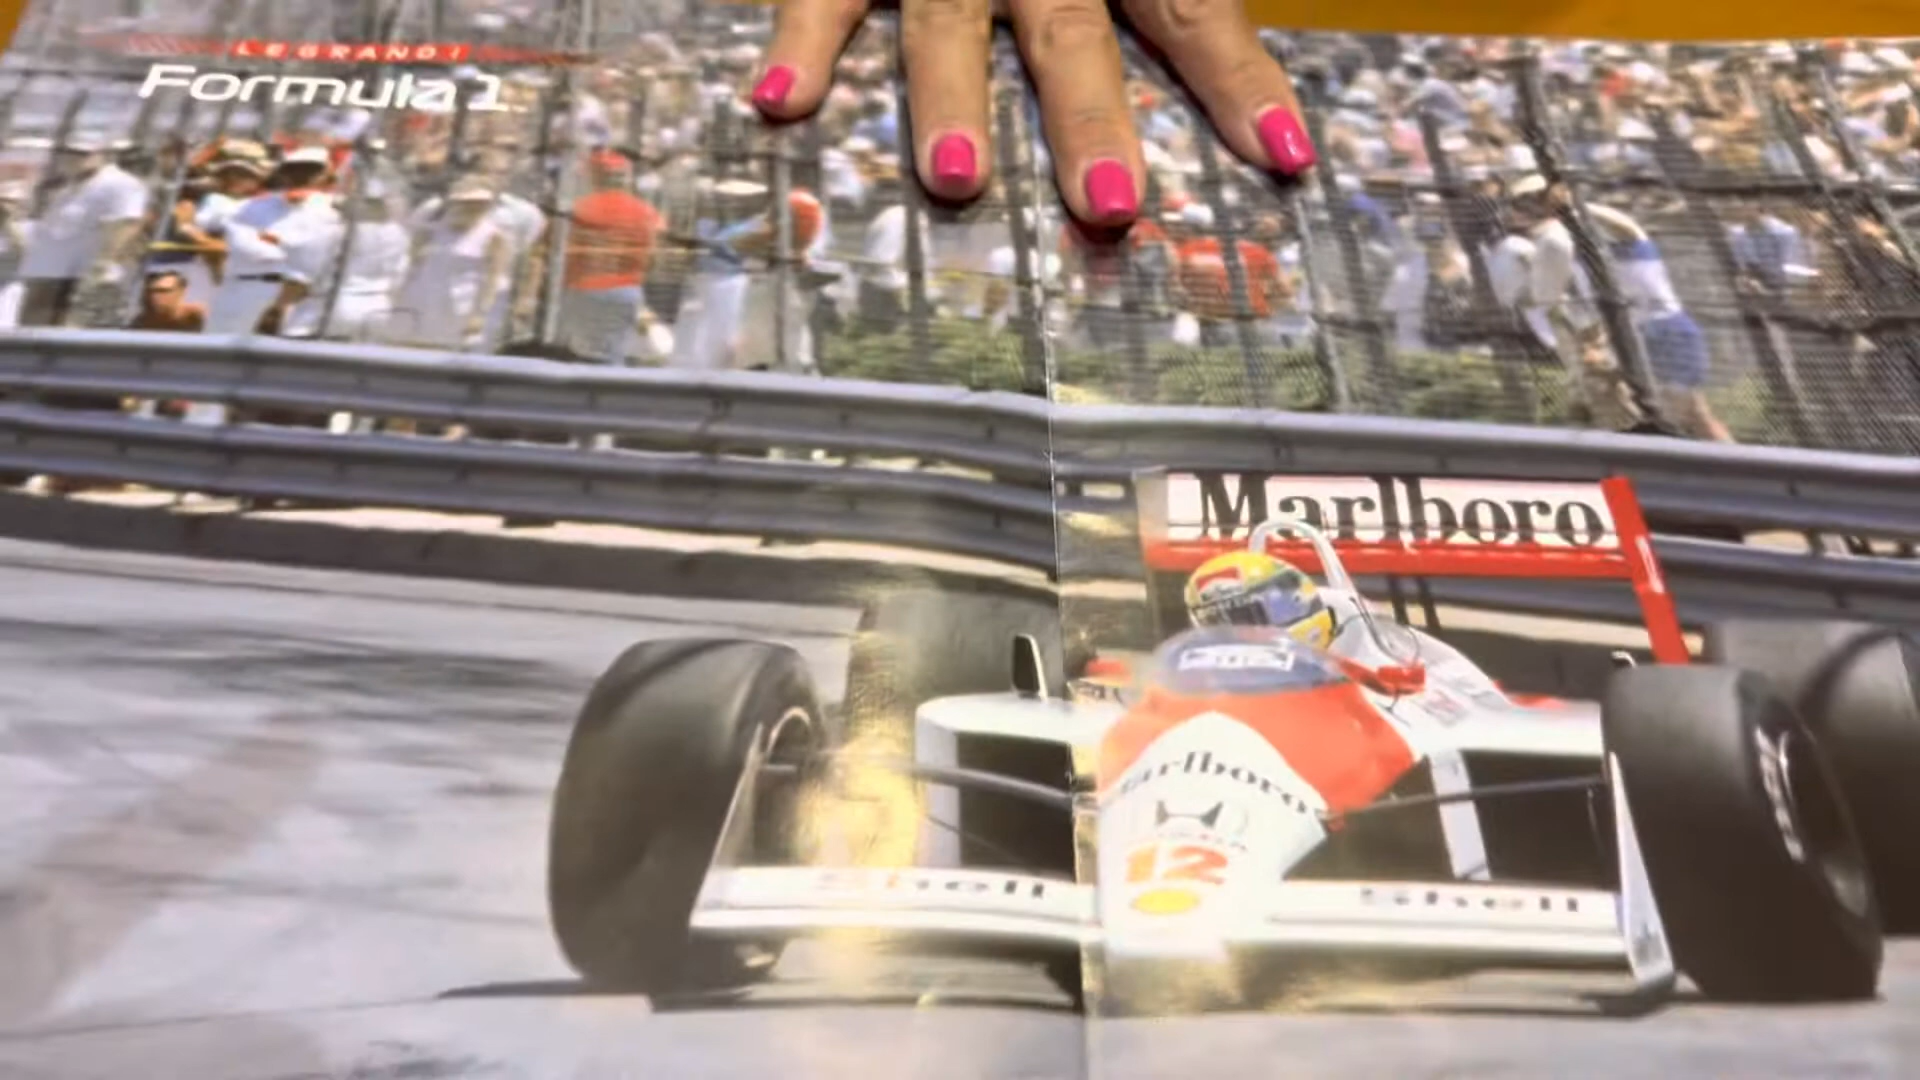 LE GRANDI
Formula 1
Marlboro
Marlboro
12
Shell
Shell